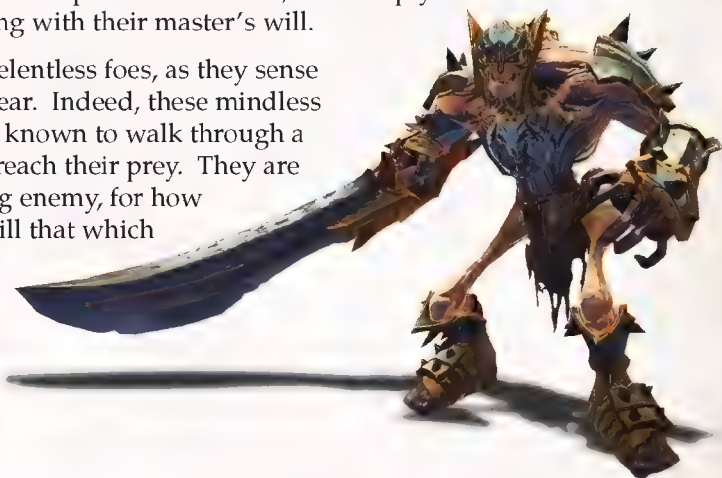 ng with their master's will.
elentless foes, as they sense
ear. Indeed, these mindless
known to walk through a
reach their prey. They are
g enemy, for how
ill that which